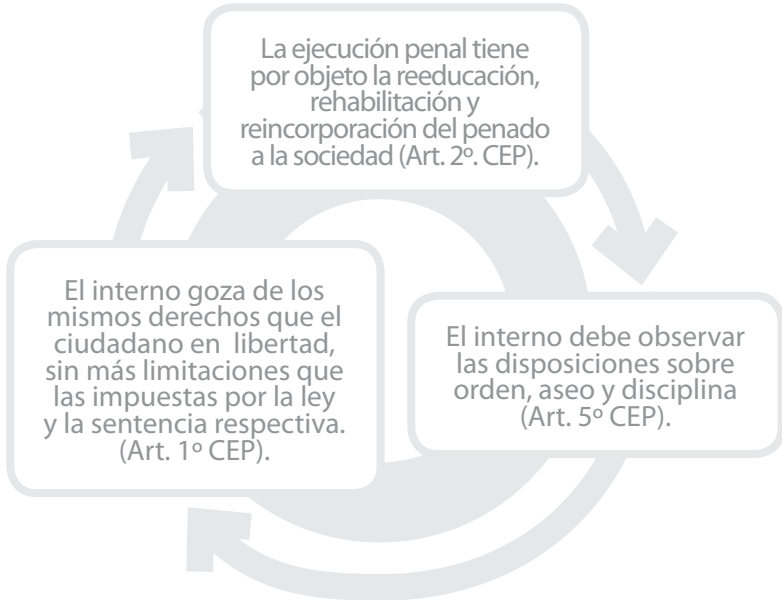 La ejecución penal tiene
por objeto la reeducación,
rehabilitación y
reincorporación del penado
a la sociedad (Art. 2º. CEP).
El interno goza de los
mismos derechos que el
ciudadano en libertad,
sin más limitaciones que
las impuestas por la ley
y la sentencia respectiva.
(Art. 1º CEP).
El interno debe observar
las disposiciones sobre
orden, aseo y disciplina
(Art. 5º CEP).